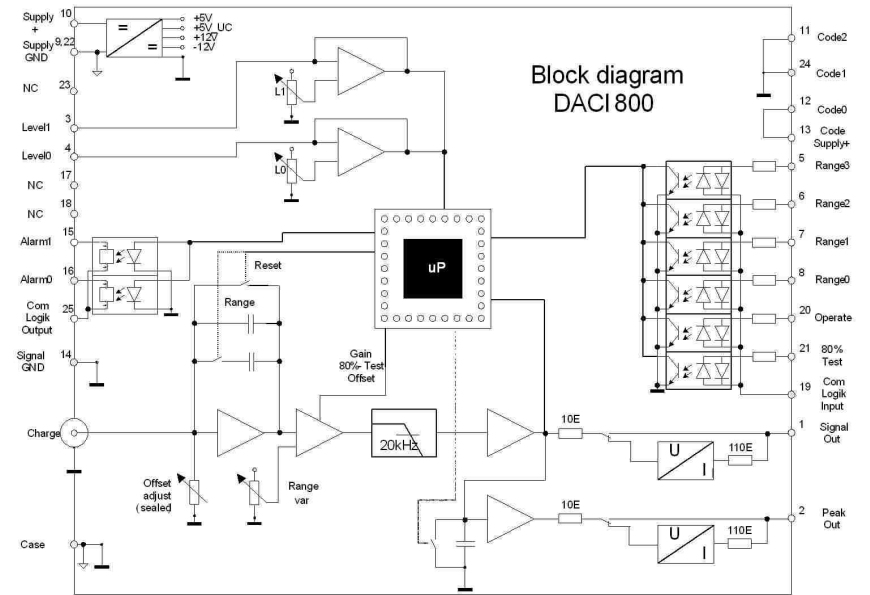 Block diagram
DACI 800
Supply
+
10
Supply
GND
9,22
NC
23
Level1
3
Level0
4
NC
17
NC
18
Alarm1
15
Alarm0
16
Com
Logik
Output
25
Signal
GND
14
Charge
Case
=
=
+5V
+5V_UC
+12V
-12V
L1
L0
uP
Reset
Range
Gain
80%- Test
Offset
20kHz
Offset
adjust
(sealed)
Range
var
10E
U
I
110E
10E
U
I
110E
11
Code2
24
Code1
12
Code0
13
Code
Supply+
5
Range3
6
Range2
7
Range1
8
Range0
20
Operate
21
80%
Test
19
Com
Logik
Input
1
Signal
Out
2
Peak
Out